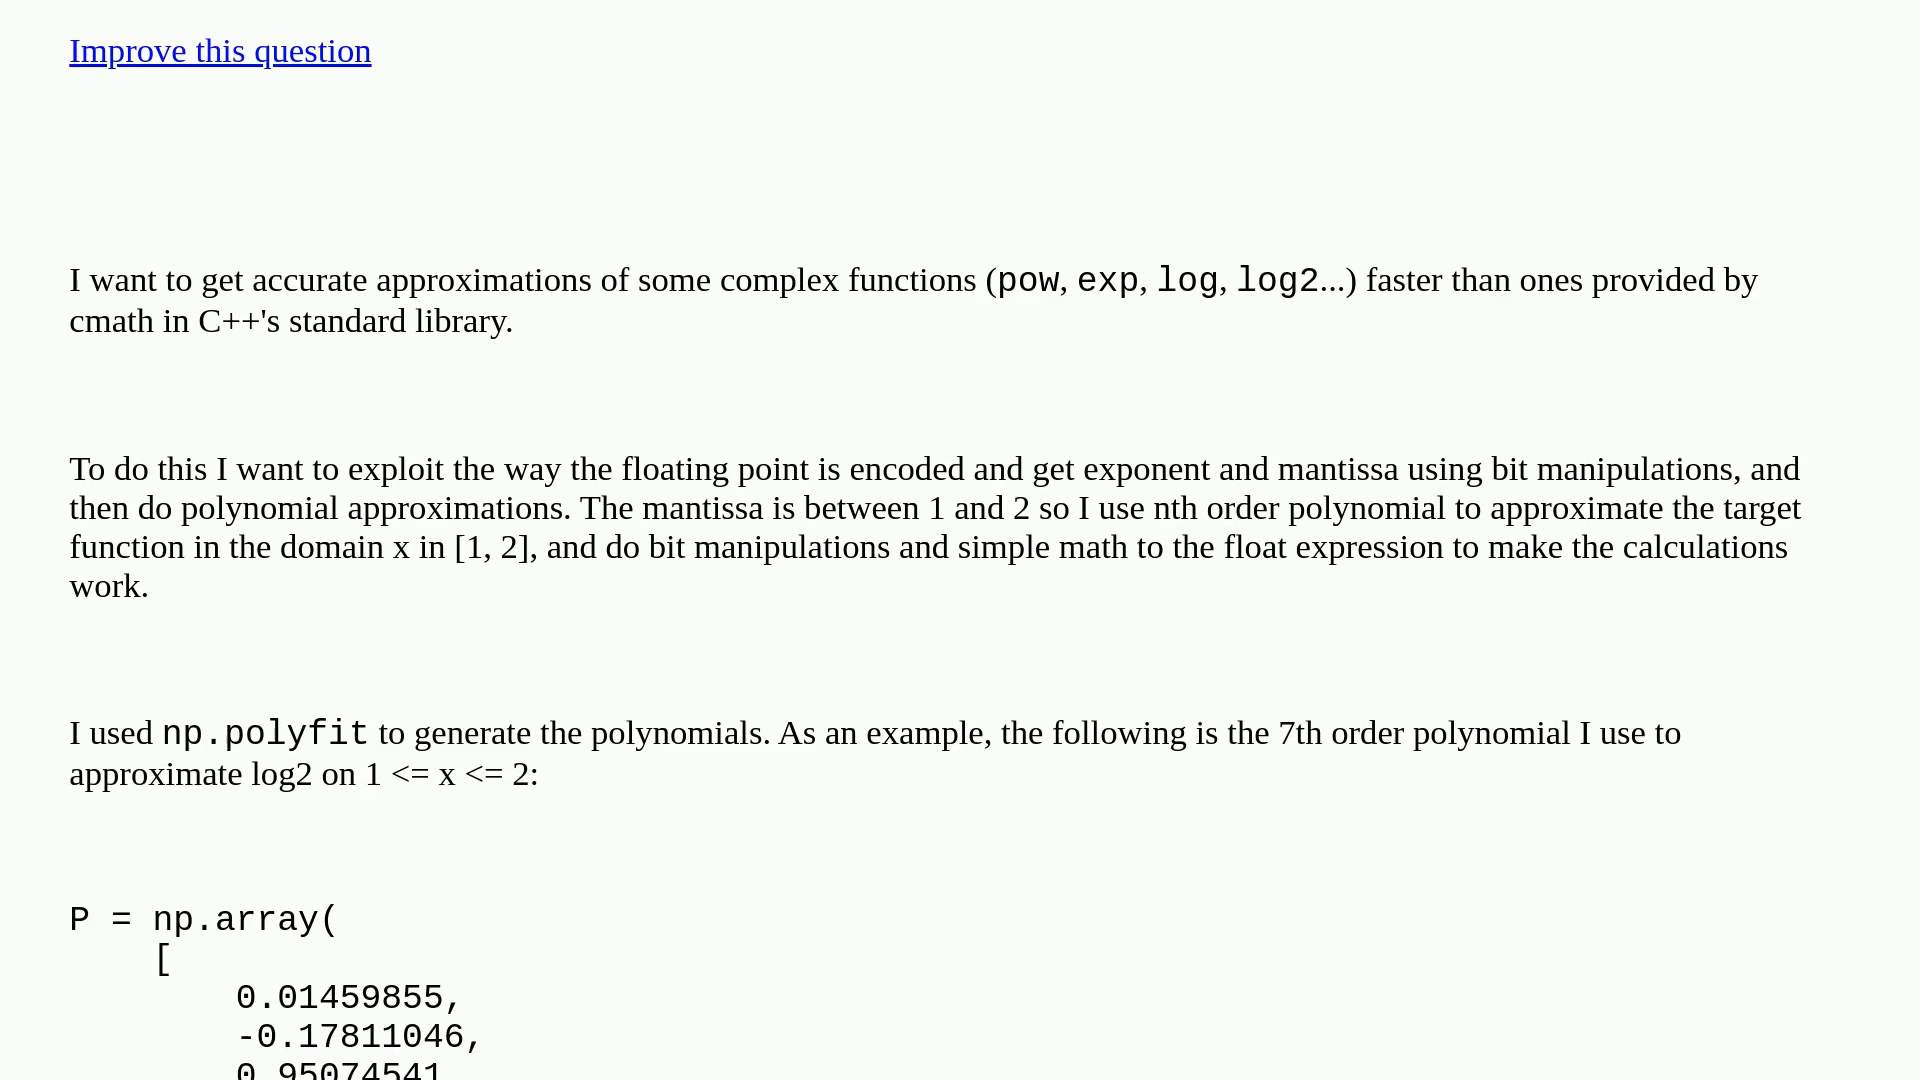 Improve this question
I want to get accurate approximations of some complex functions (pow, exp, log, log2...) faster than ones provided by
cmath in C++'s standard library.
To do this I want to exploit the way the floating point is encoded and get exponent and mantissa using bit manipulations, and
then do polynomial approximations. The mantissa is between 1 and 2 so I use nth order polynomial to approximate the target
function in the domain x in [1, 2], and do bit manipulations and simple math to the float expression to make the calculations
work.
I used np.polyfit to generate the polynomials. As an example, the following is the 7th order polynomial I use to
approximate log2 on 1 <= x <= 2:
P = np.array(
    [
        0.01459855,
        -0.17811046,
        0.95074541,